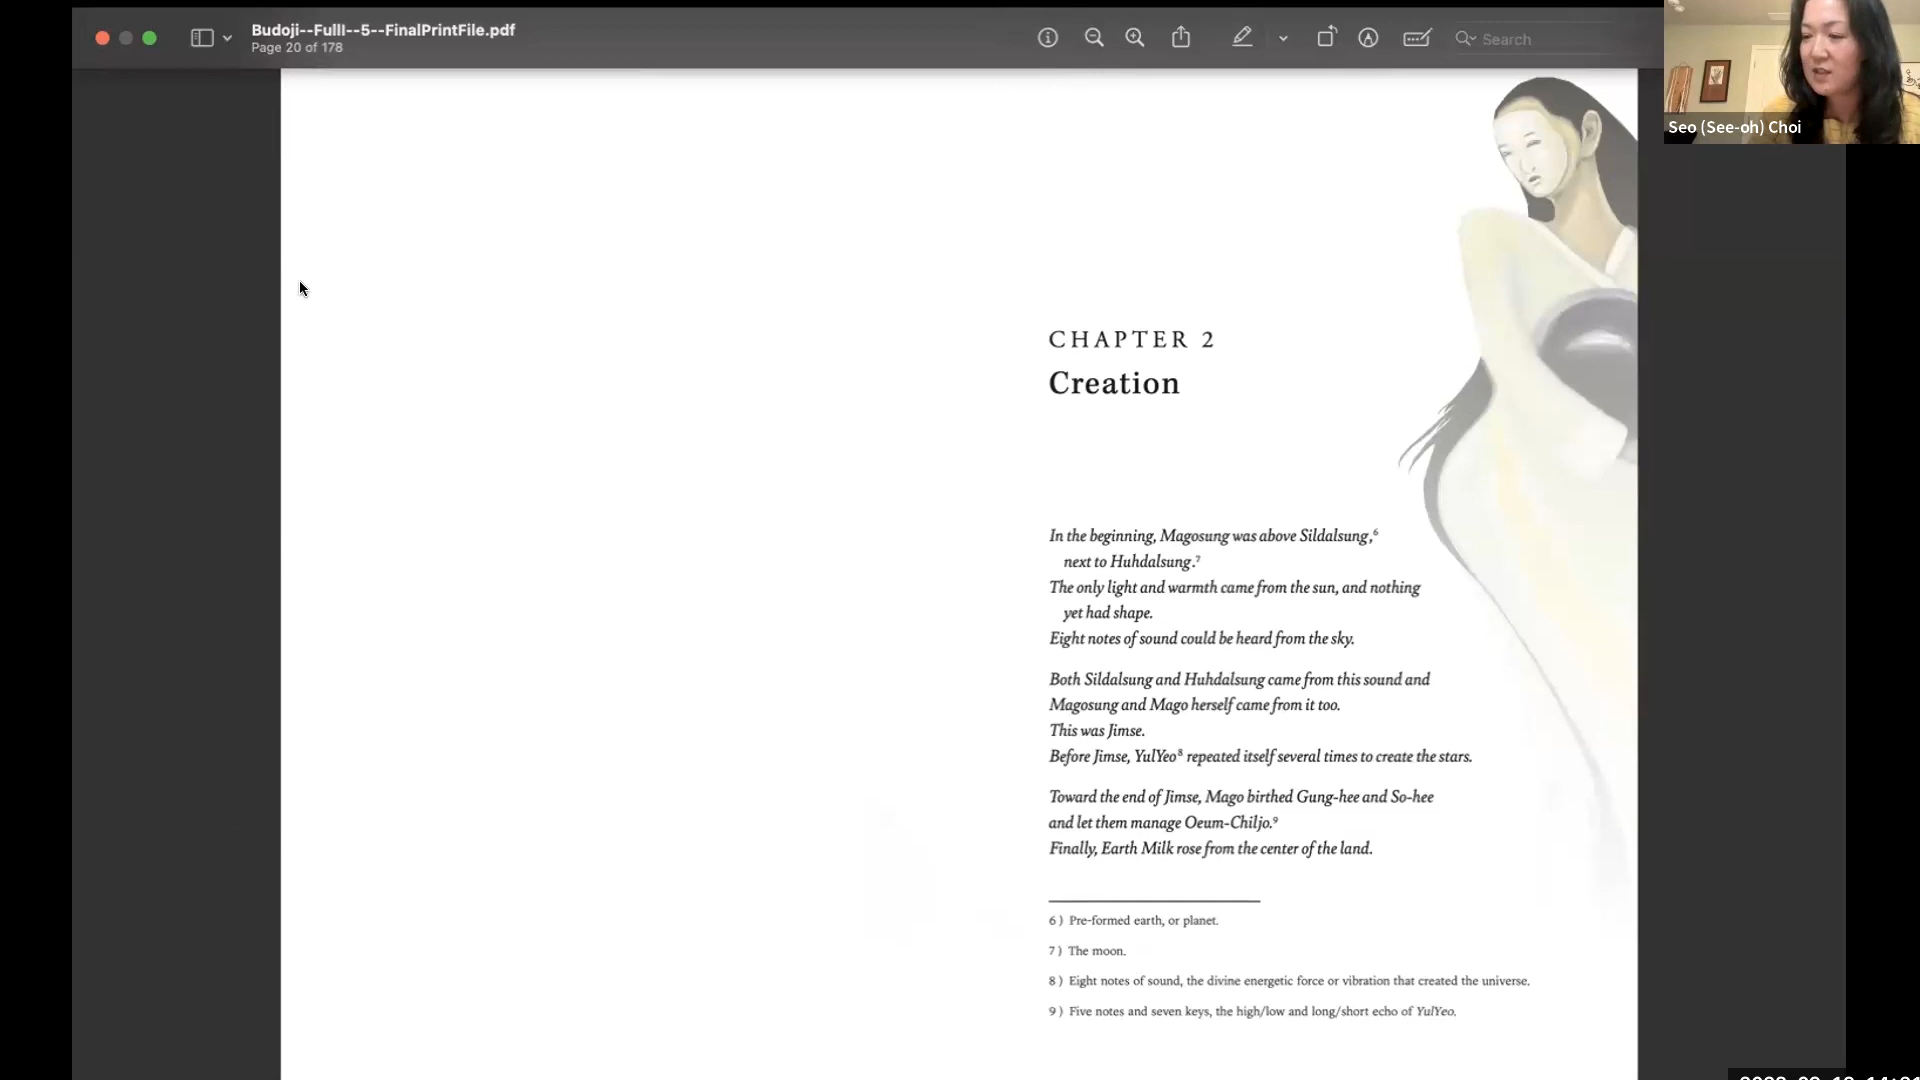 Budoji--Fulll--5--FinalPrintFile.pdf
Page 20 of 178
Search
Seo (See-oh) Choi
CHAPTER 2
Creation
In the beginning, Magosung was above Sildalsung,⁶
next to Huhdalsung.⁷
The only light and warmth came from the sun, and nothing
yet had shape.
Eight notes of sound could be heard from the sky.
Both Sildalsung and Huhdalsung came from this sound and
Magosung and Mago herself came from it too.
This was Jimse.
Before Jimse, YulYeo⁸ repeated itself several times to create the stars.
Toward the end of Jimse, Mago birthed Gung-hee and So-hee
and let them manage Oeum-Chiljo.⁹
Finally, Earth Milk rose from the center of the land.
6 ) Pre-formed earth, or planet.
7 ) The moon.
8 ) Eight notes of sound, the divine energetic force or vibration that created the universe.
9 ) Five notes and seven keys, the high/low and long/short echo of YulYeo.